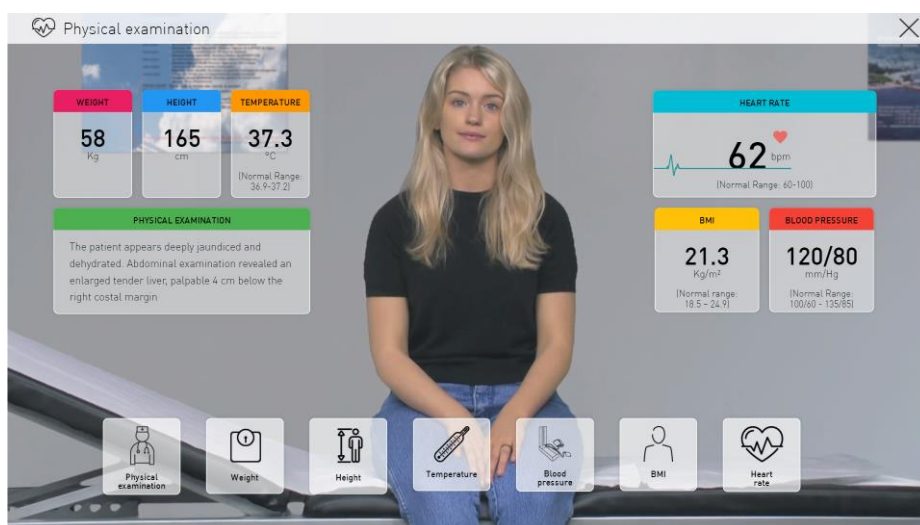 Physical examination
WEIGHT
58
Kg
HEIGHT
165
cm
TEMPERATURE
37.3
°C
(Normal Range:
36.9-37.2)
HEART RATE
62 bpm
(Normal Range: 60-100)
PHYSICAL EXAMINATION
The patient appears deeply jaundiced and
dehydrated. Abdominal examination revealed an
enlarged tender liver, palpable 4 cm below the
right costal margin
BMI
21.3
Kg/m²
(Normal range:
18.5 – 24.9)
BLOOD PRESSURE
120/80
mm/Hg
(Normal Range:
100/60 - 135/85)
Physical
examination
Weight
Height
Temperature
Blood
pressure
BMI
Heart
rate